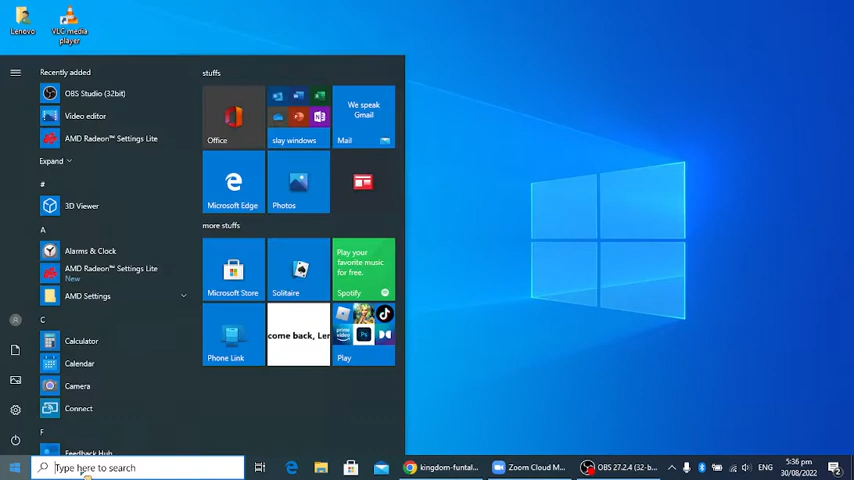 Lenovo
VLC media
player
Recently added
OBS Studio (32bit)
Video editor
AMD Radeon™ Settings Lite
Expand
#
3D Viewer
A
Alarms & Clock
AMD Radeon™ Settings Lite
New
AMD Settings
C
Calculator
Calendar
Camera
Connect
F
Feedback Hub
stuffs
Office
slay windows
We speak
Gmail
Mail
Microsoft Edge
Photos
more stuffs
Microsoft Store
Solitaire
Play your
favorite music
for free.
Spotify
Phone Link
come back, Ler
prime
video
Ps
Play
Type here to search
kingdom-funtal...
Zoom Cloud M...
OBS 27.2.4 (32-b...
ENG
5:36 pm
30/08/2022
2